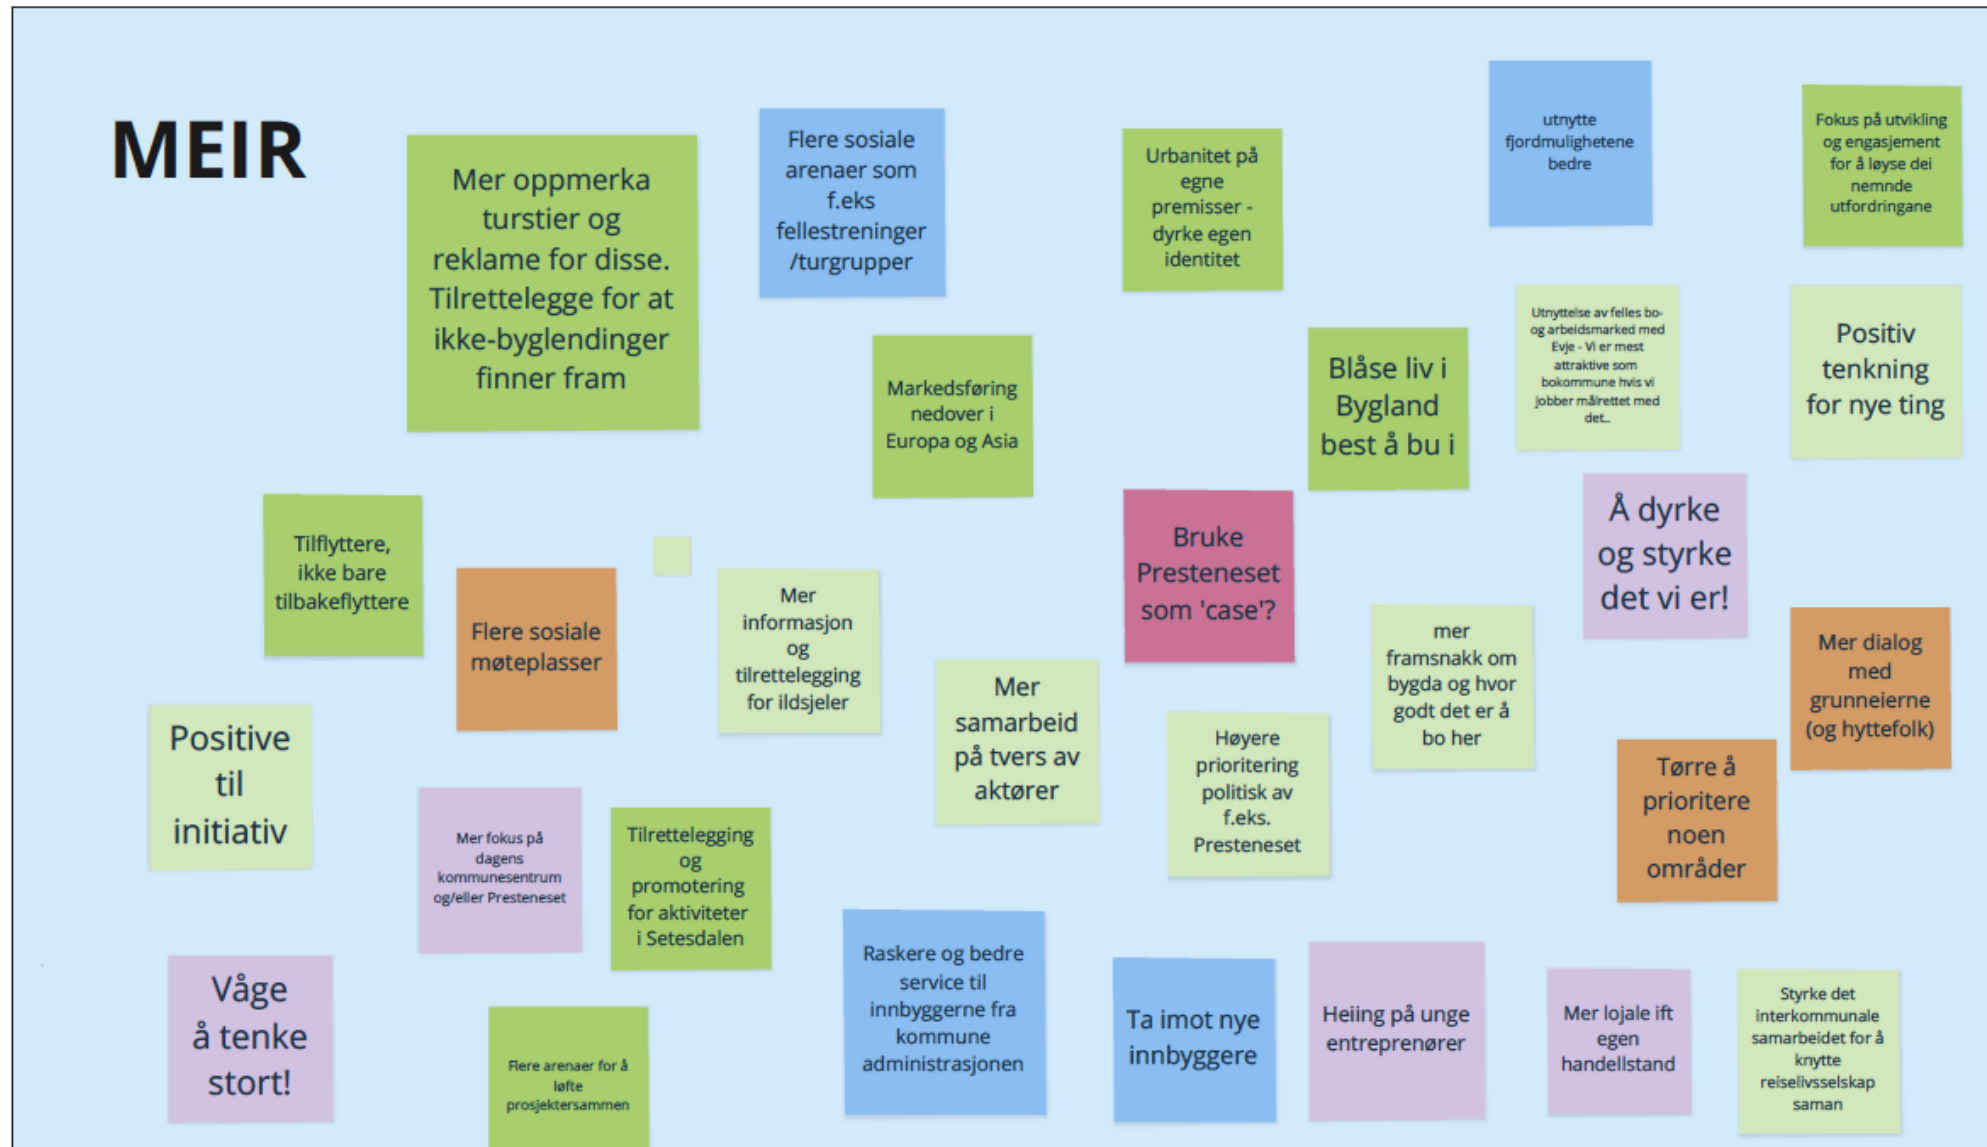 MEIR
Mer oppmerka
turstier og
reklame for disse.
Tilrettelegge for at
ikke-byglendinger
finner fram
Flere sosiale
arenaer som
f.eks
fellestreninger
/turgrupper
Urbanitet på
egne
premisser -
dyrke egen
identitet
utnytte
fjordmulighetene
bedre
Fokus på utvikling
og engasjement
for å løyse dei
nemnde
utfordringane
Markedsføring
nedover i
Europa og Asia
Blåse liv i
Bygland
best å bu i
Utnyttelse av felles bo-
og arbeidsmarked med
Evje - Vi er mest
attraktive som
bokommune hvis vi
jobber målrettet med
det..
Positiv
tenkning
for nye ting
Tilflyttere,
ikke bare
tilbakeflyttere
Flere sosiale
møteplasser
Mer
informasjon
og
tilrettelegging
for ildsjeler
Bruke
Presteneset
som 'case'?
Å dyrke
og styrke
det vi er!
Mer
samarbeid
på tvers av
aktører
mer
framsnakk om
bygda og hvor
godt det er å
bo her
Mer dialog
med
grunneierne
(og hyttefolk)
Positive
til
initiativ
Mer fokus på
dagens
kommunesentrum
og/eller Presteneset
Tilrettelegging
og
promotering
for aktiviteter
i Setesdalen
Høyere
prioritering
politisk av
f.eks.
Presteneset
Tørre å
prioritere
noen
områder
Våge
å tenke
stort!
Flere arenaer for å
løfte
prosjektersammen
Raskere og bedre
service til
innbyggerne fra
kommune
administrasjonen
Ta imot nye
innbyggere
Heiing på unge
entreprenører
Mer lojale ift
egen
handellstand
Styrke det
interkommunale
samarbeidet for å
knytte
reiselivsselskap
saman